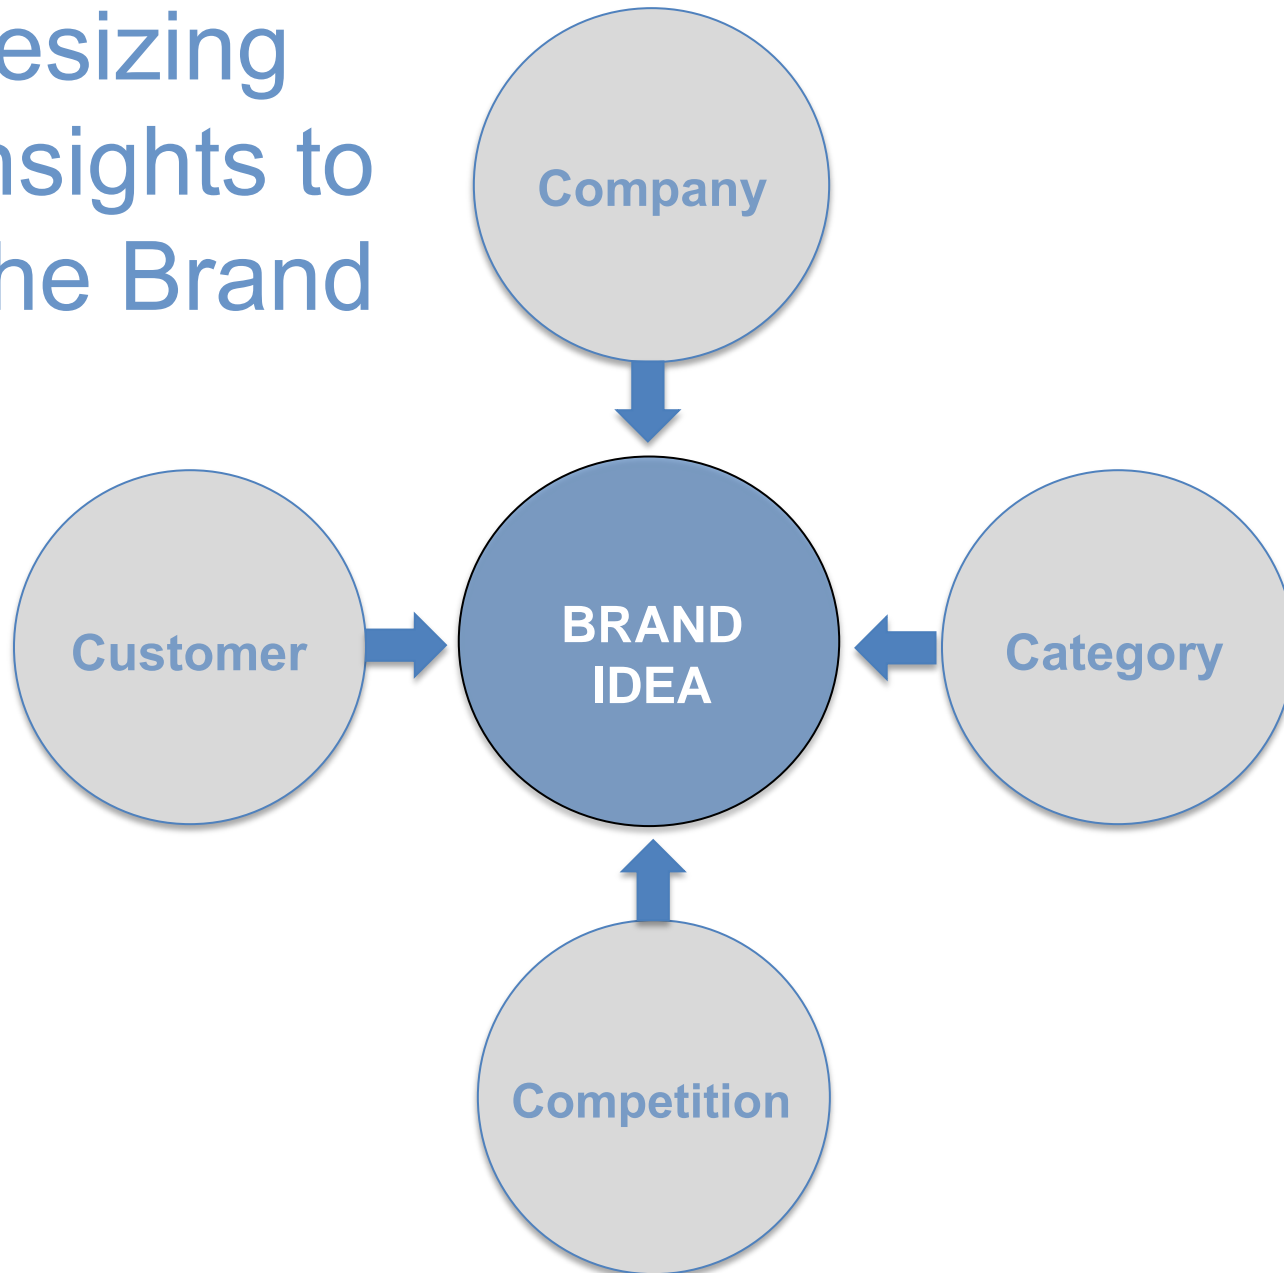 esizing
nsights to
he Brand
Company
Customer
BRAND
IDEA
Category
Competition